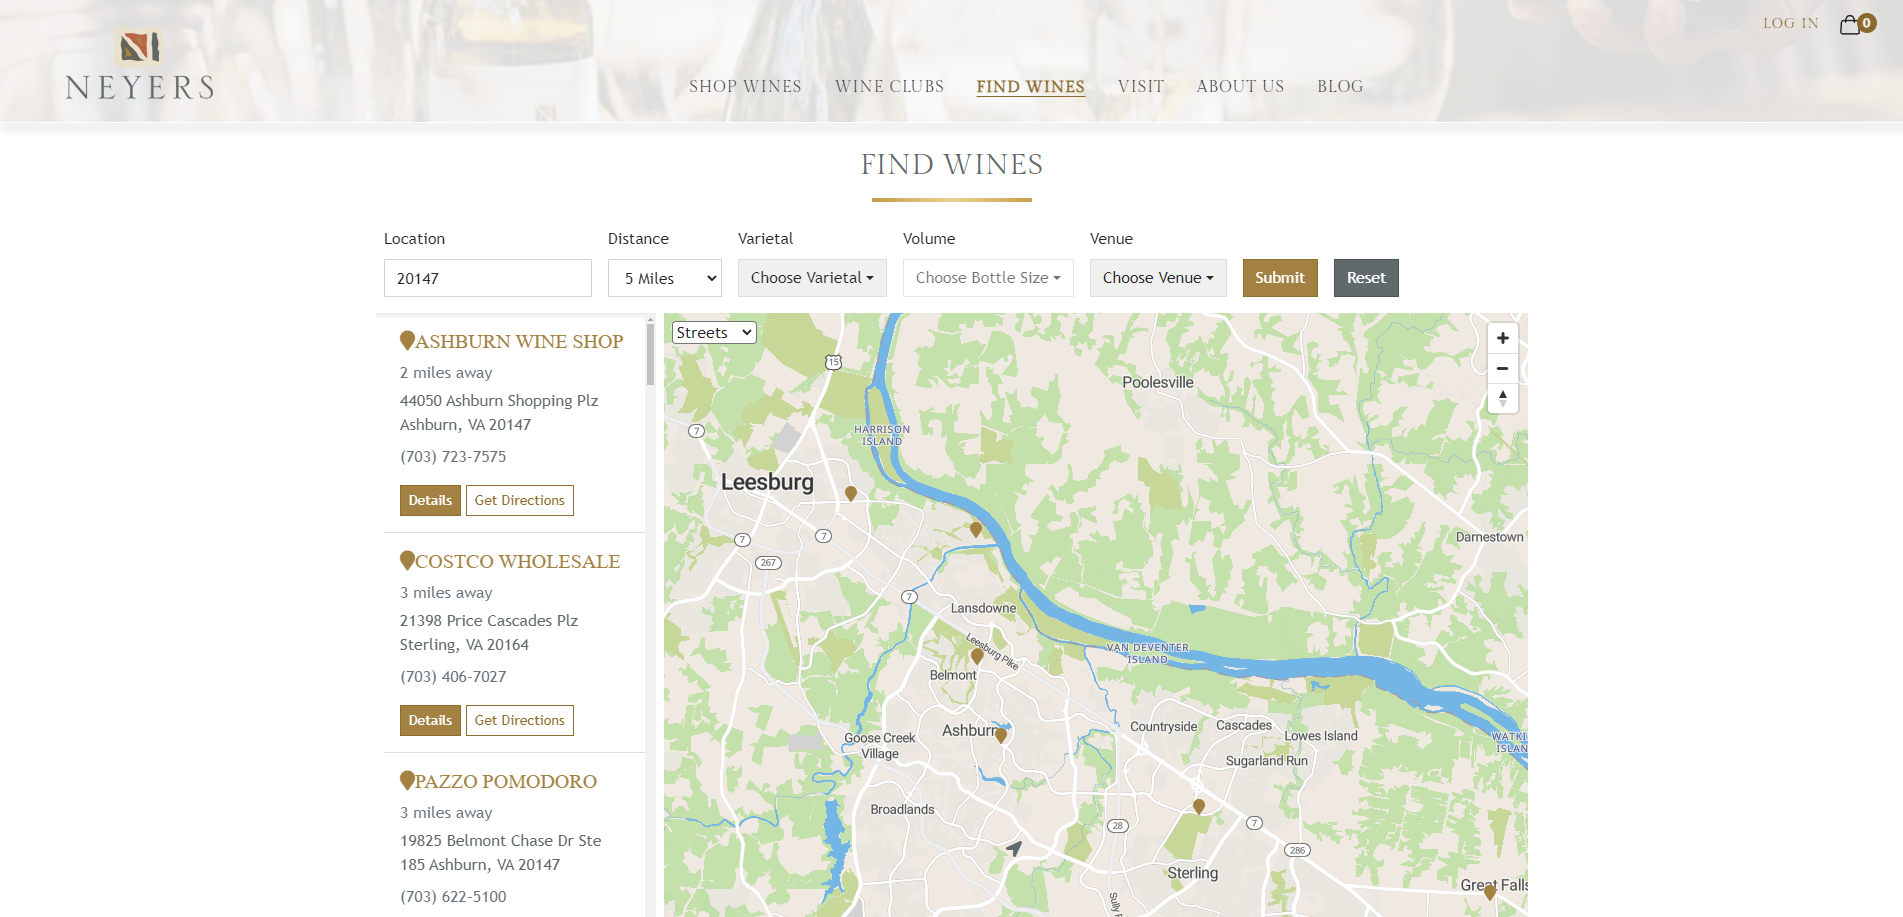 LOG IN
0
NEYERS
SHOP WINES
WINE CLUBS
FIND WINES
VISIT
ABOUT US
BLOG
FIND WINES
Location
Distance
Varietal
Volume
Venue
20147
5 Miles
Choose Varietal
Choose Bottle Size
Choose Venue
Submit
Reset
ASHBURN WINE SHOP
2 miles away
44050 Ashburn Shopping Plz
Ashburn, VA 20147
(703) 723-7575
Details
Get Directions
COSTCO WHOLESALE
3 miles away
21398 Price Cascades Plz
Sterling, VA 20164
(703) 406-7027
Details
Get Directions
PAZZO POMODORO
3 miles away
19825 Belmont Chase Dr Ste
185 Ashburn, VA 20147
(703) 622-5100
Streets
15
Poolesville
7
HARRISON
ISLAND
Leesburg
7
7
Darnestown
267
7
Lansdowne
Leesburg Pike
VAN DEVENTER
ISLAND
Belmont
Countryside
Cascades
Ashburn
Lowes Island
WATKI
ISLAN
Goose Creek
Village
Sugarland Run
Broadlands
28
7
286
Sterling
Great Falls
Sully